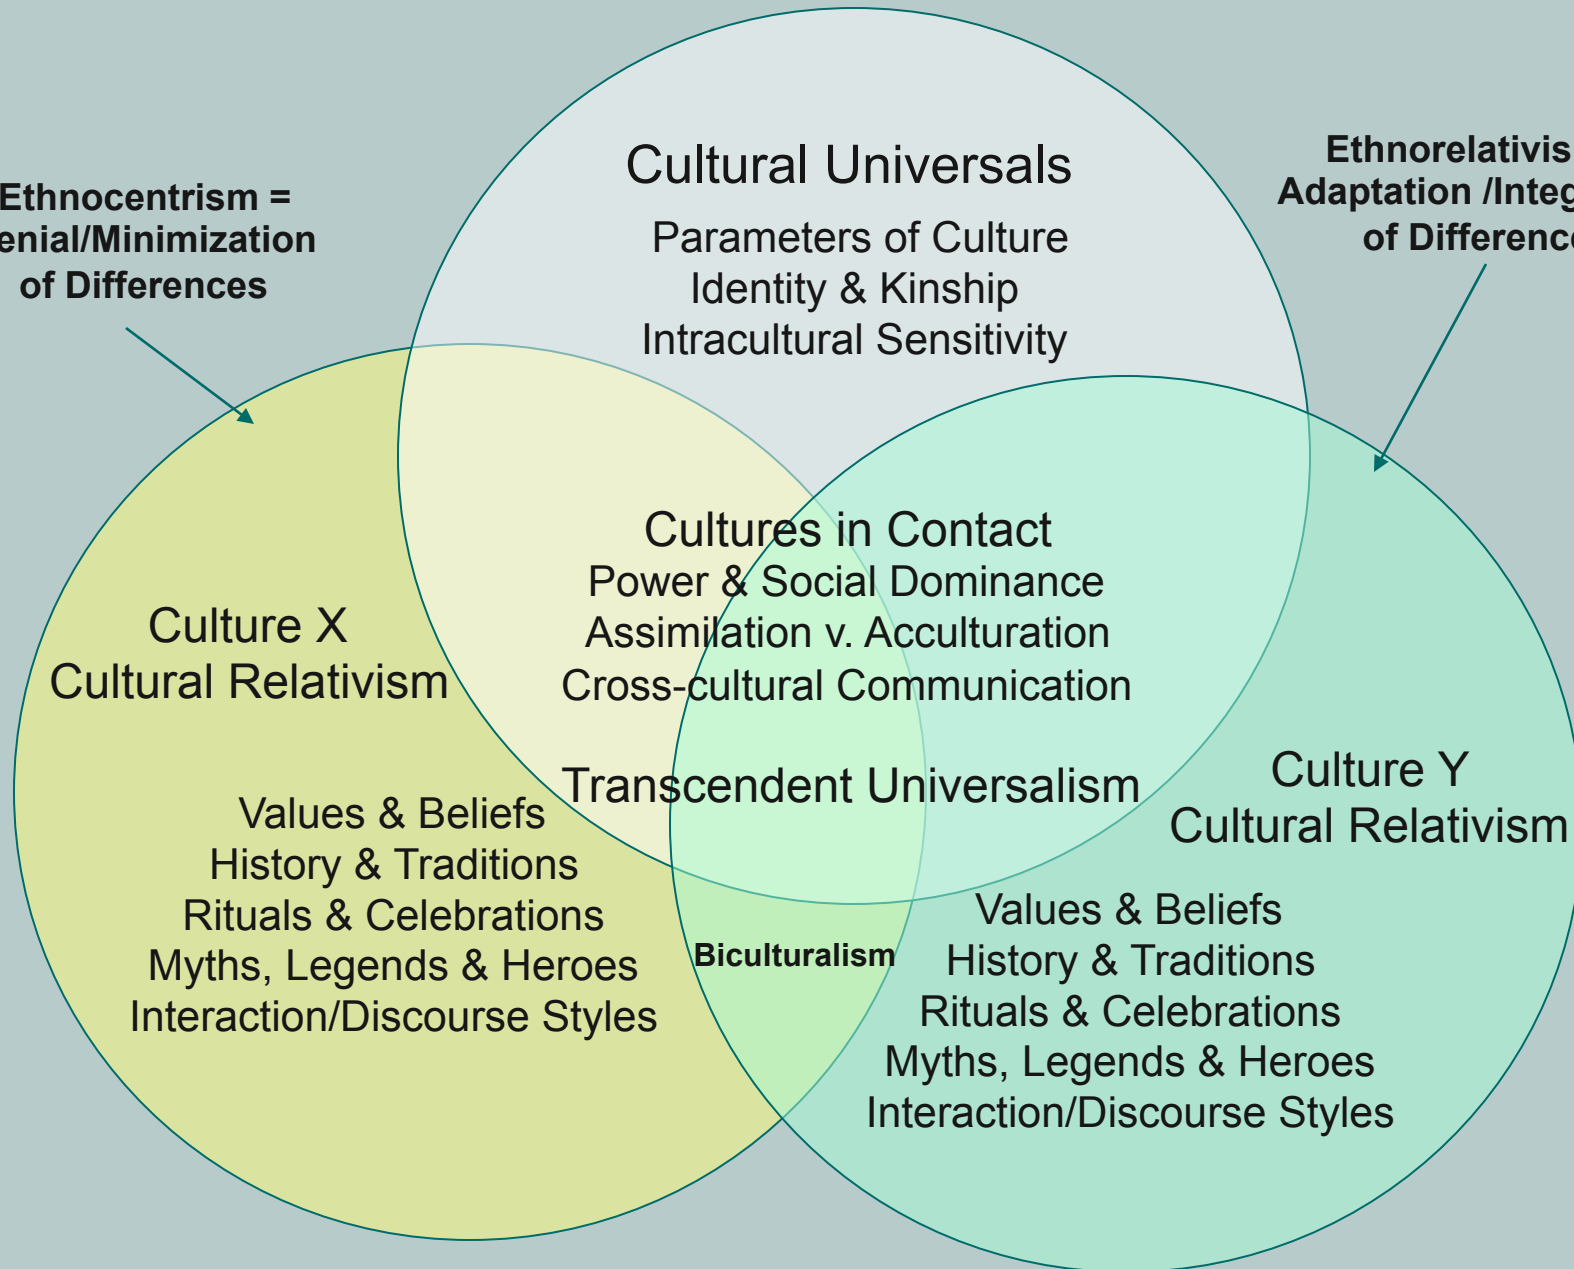 Cultural Universals
Parameters of Culture
Identity & Kinship
Intracultural Sensitivity
Ethnocentrism =
enial/Minimization
of Differences
Ethnorelativis
Adaptation /Integ
of Difference
Cultures in Contact
Power & Social Dominance
Assimilation v. Acculturation
Cross-cultural Communication
Transcendent Universalism
Culture X
Cultural Relativism
Values & Beliefs
History & Traditions
Rituals & Celebrations
Myths, Legends & Heroes
Interaction/Discourse Styles
Biculturalism
Culture Y
Cultural Relativism
Values & Beliefs
History & Traditions
Rituals & Celebrations
Myths, Legends & Heroes
Interaction/Discourse Styles